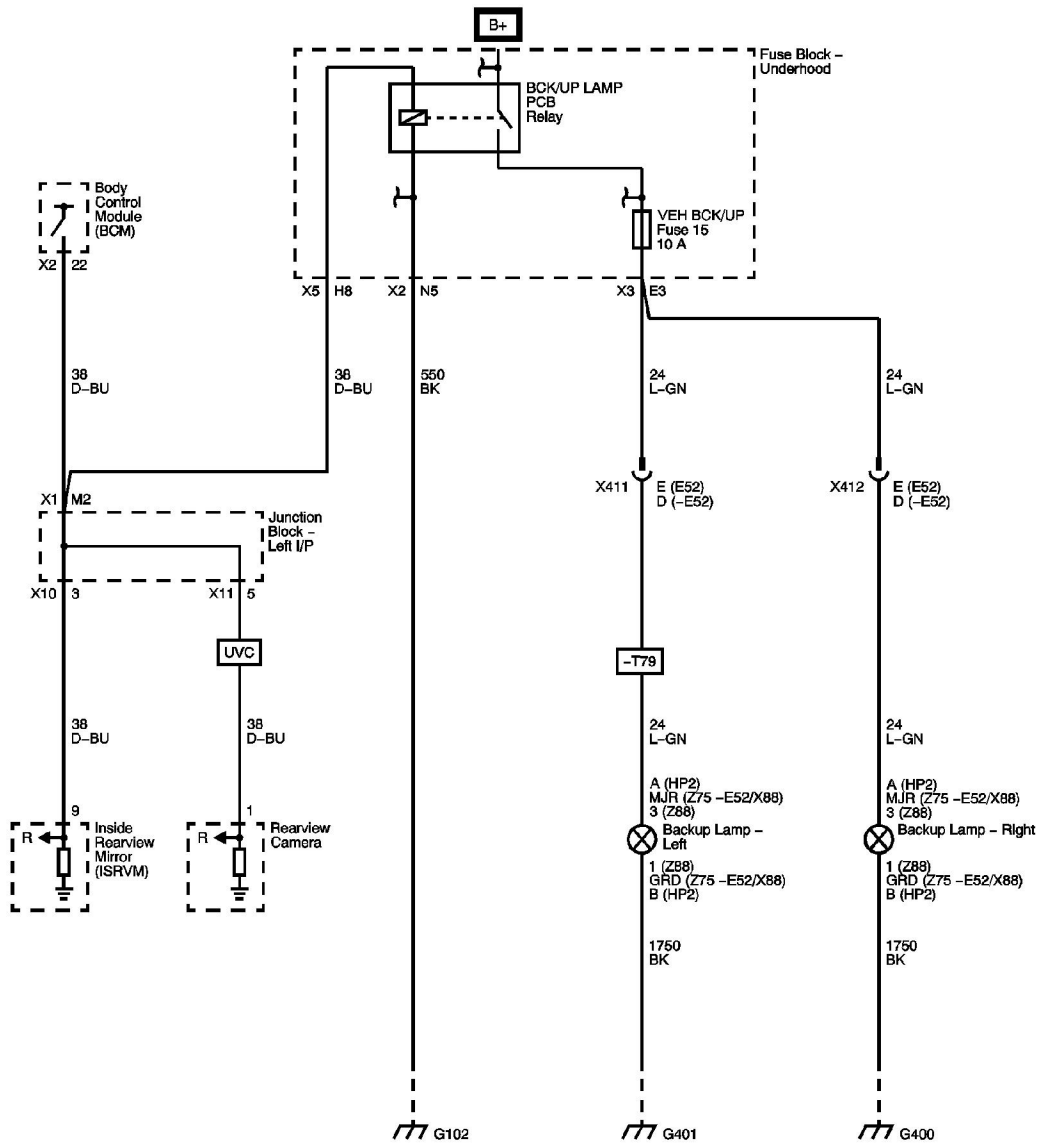 B+
Fuse Block –
Underhood
BCK/UP LAMP
PCB
Relay
Body
Control
Module
(BCM)
VEH BCK/UP
Fuse 15
10 A
X2 22
X5 H8
X2 N5
X3 E3
38
D–BU
38
D–BU
550
BK
24
L–GN
24
L–GN
X411
E (E52)
D (–E52)
X412
E (E52)
D (–E52)
X1 M2
Junction
Block –
Left I/P
X10 3
X11 5
UVC
–T79
38
D–BU
38
D–BU
24
L–GN
24
L–GN
A (HP2)
MJR (Z75 –E52/X88)
3 (Z88)
A (HP2)
MJR (Z75 –E52/X88)
3 (Z88)
9
1
R
Inside
Rearview
Mirror
(ISRVM)
R
Rearview
Camera
Backup Lamp –
Left
Backup Lamp – Right
1 (Z88)
GRD (Z75 –E52/X88)
B (HP2)
1 (Z88)
GRD (Z75 –E52/X88)
B (HP2)
1750
BK
1750
BK
G102
G401
G400